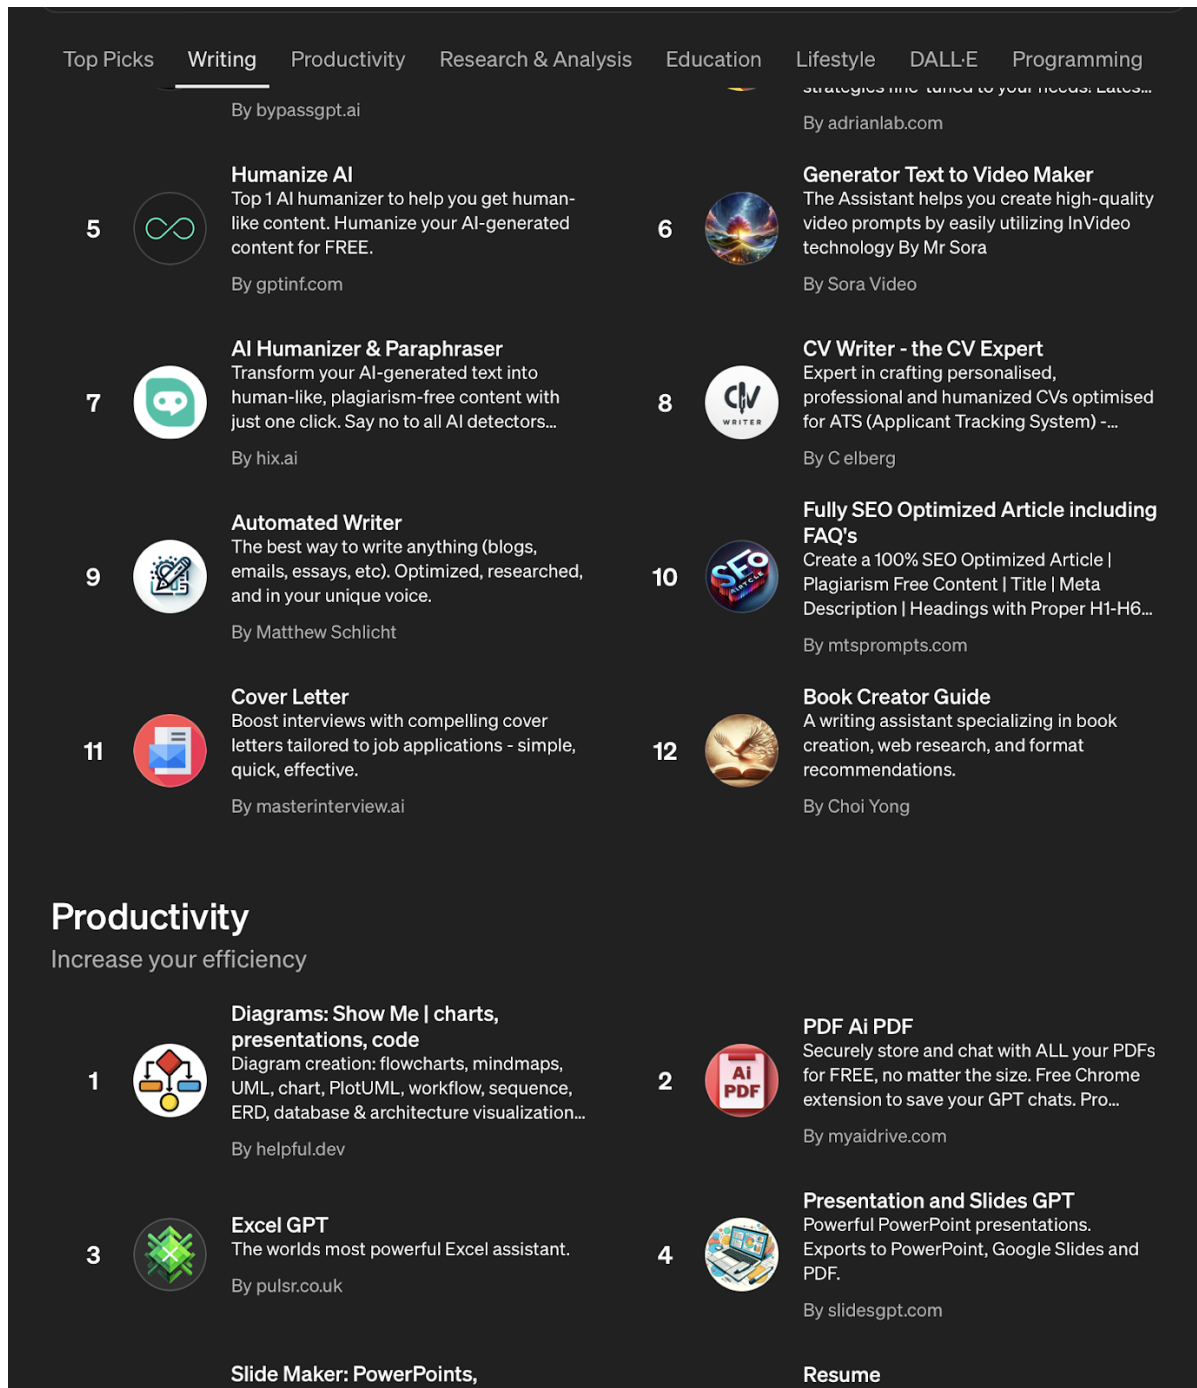 Top Picks Writing Productivity Research & Analysis Education Lifestyle DALL·E Programming
By bypassgpt.ai
strategies fine-tuned to your needs! Lates...
By adrianlab.com
5
Humanize AI
Top 1 AI humanizer to help you get human-
like content. Humanize your AI-generated
content for FREE.
By gptinf.com
6
Generator Text to Video Maker
The Assistant helps you create high-quality
video prompts by easily utilizing InVideo
technology By Mr Sora
By Sora Video
7
AI Humanizer & Paraphraser
Transform your AI-generated text into
human-like, plagiarism-free content with
just one click. Say no to all AI detectors...
By hix.ai
8
CV
WRITER
CV Writer - the CV Expert
Expert in crafting personalised,
professional and humanized CVs optimised
for ATS (Applicant Tracking System) -...
By C elberg
9
Automated Writer
The best way to write anything (blogs,
emails, essays, etc). Optimized, researched,
and in your unique voice.
By Matthew Schlicht
10
SEO
Fully SEO Optimized Article including
FAQ's
Create a 100% SEO Optimized Article |
Plagiarism Free Content | Title | Meta
Description | Headings with Proper H1-H6...
By mtsprompts.com
11
Cover Letter
Boost interviews with compelling cover
letters tailored to job applications - simple,
quick, effective.
By masterinterview.ai
12
Book Creator Guide
A writing assistant specializing in book
creation, web research, and format
recommendations.
By Choi Yong
Productivity
Increase your efficiency
1
Diagrams: Show Me | charts,
presentations, code
Diagram creation: flowcharts, mindmaps,
UML, chart, PlotUML, workflow, sequence,
ERD, database & architecture visualization...
By helpful.dev
2
Ai
PDF
PDF Ai PDF
Securely store and chat with ALL your PDFs
for FREE, no matter the size. Free Chrome
extension to save your GPT chats. Pro...
By myaidrive.com
3
Excel GPT
The worlds most powerful Excel assistant.
By pulsr.co.uk
4
Presentation and Slides GPT
Powerful PowerPoint presentations.
Exports to PowerPoint, Google Slides and
PDF.
By slidesgpt.com
Slide Maker: PowerPoints,
Resume